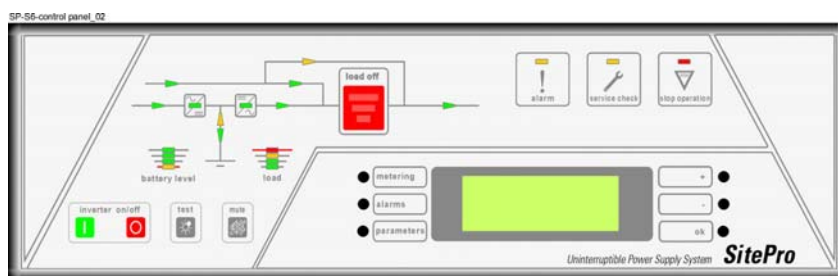 SP-S6-control panel_02
load off
alarm
service check
stop operation
battery level
load
inverter on/off
test
mute
metering
alarms
parameters
+
-
ok
Uninterruptible Power Supply System
SitePro